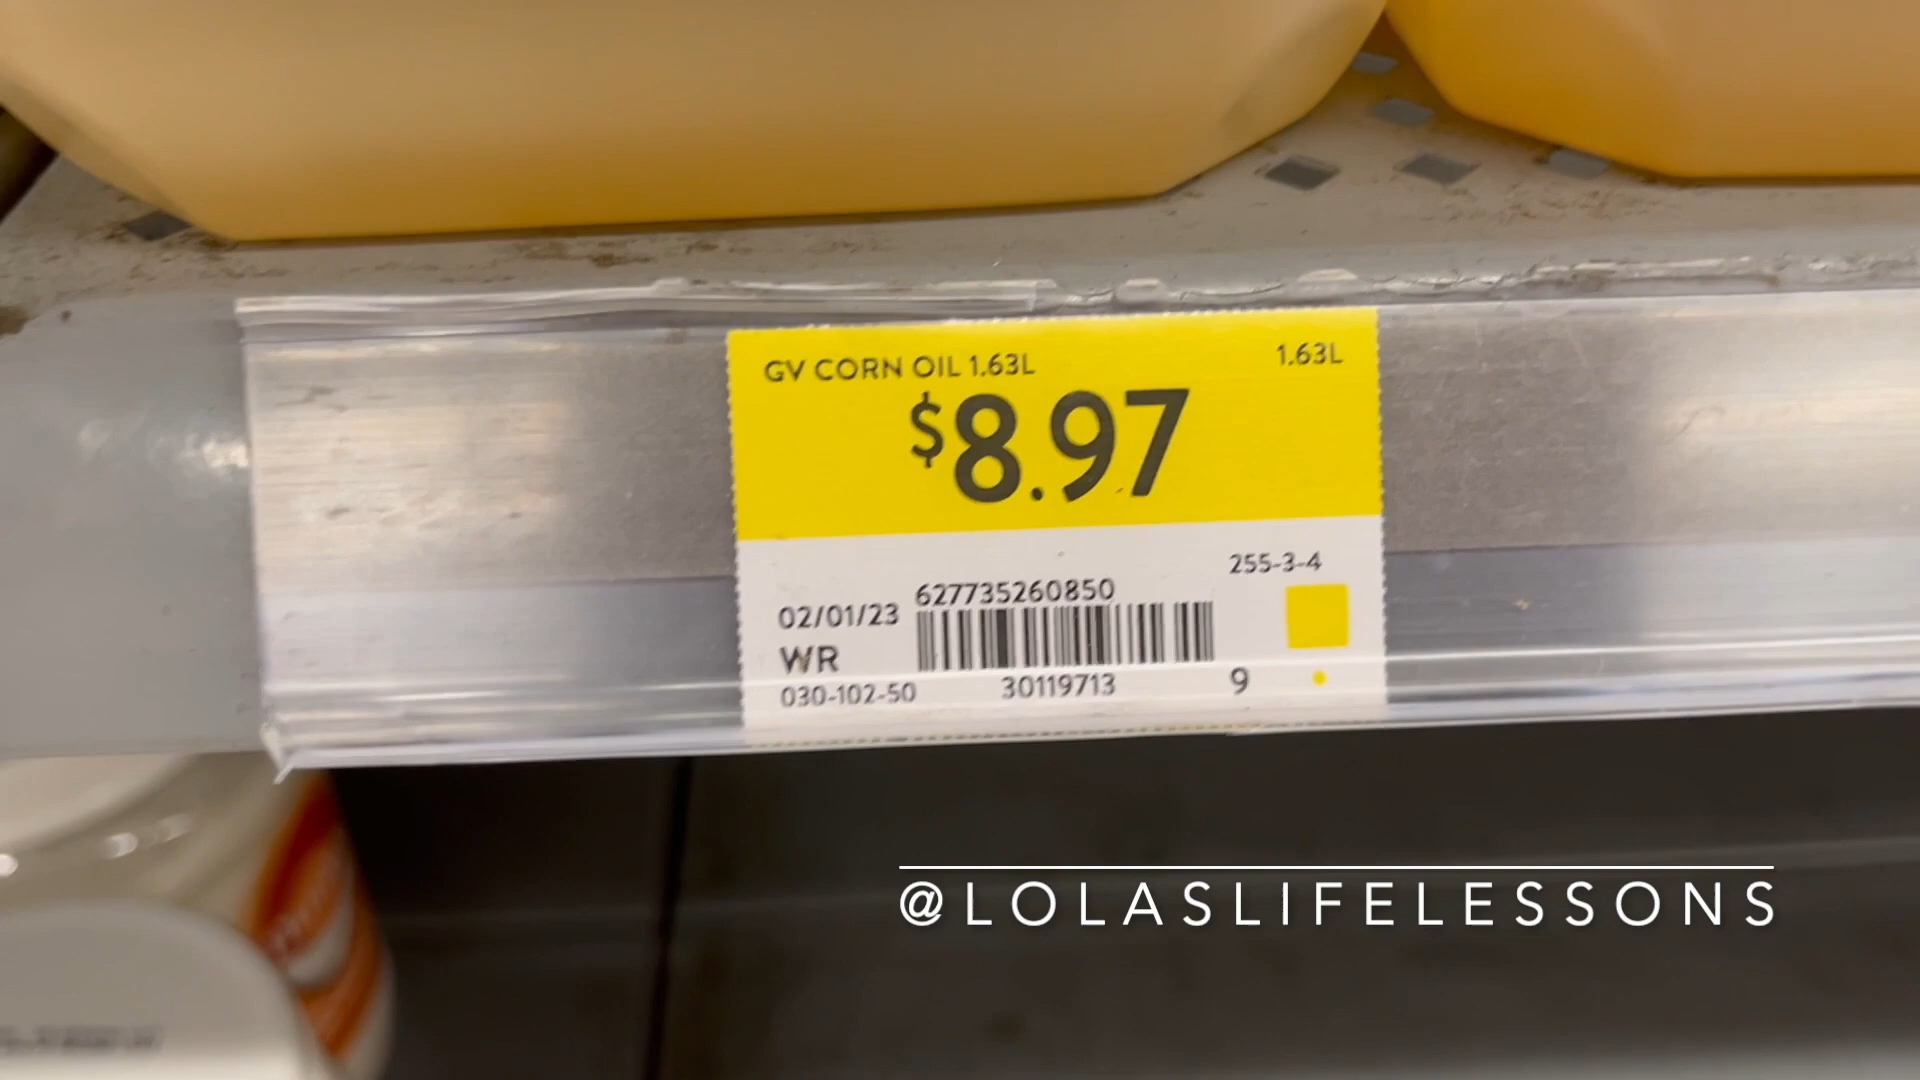 GV CORN OIL 1.63L 1.63L
$8.97
255-3-4
627735260850
02/01/23
WR
030-102-50 30119713 9
@LOLASLIFELESSONS